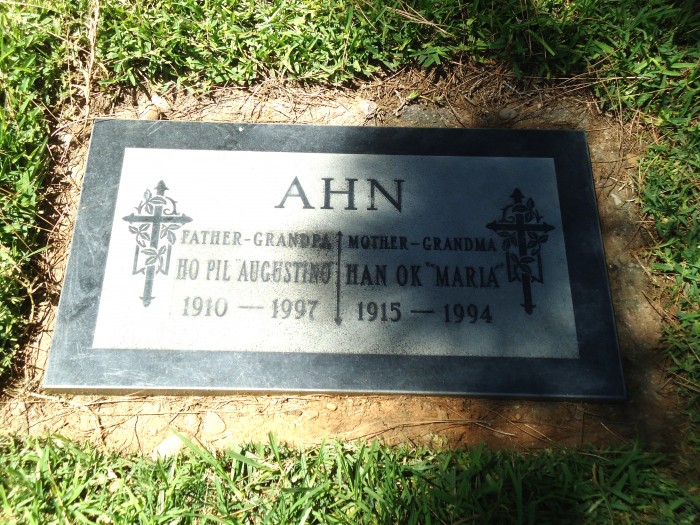 AHN
FATHER-GRANDPA MOTHER-GRANDMA
HO PIL "AUGUSTINO" HAN OK "MARIA"
1910 — 1997 1915 — 1994